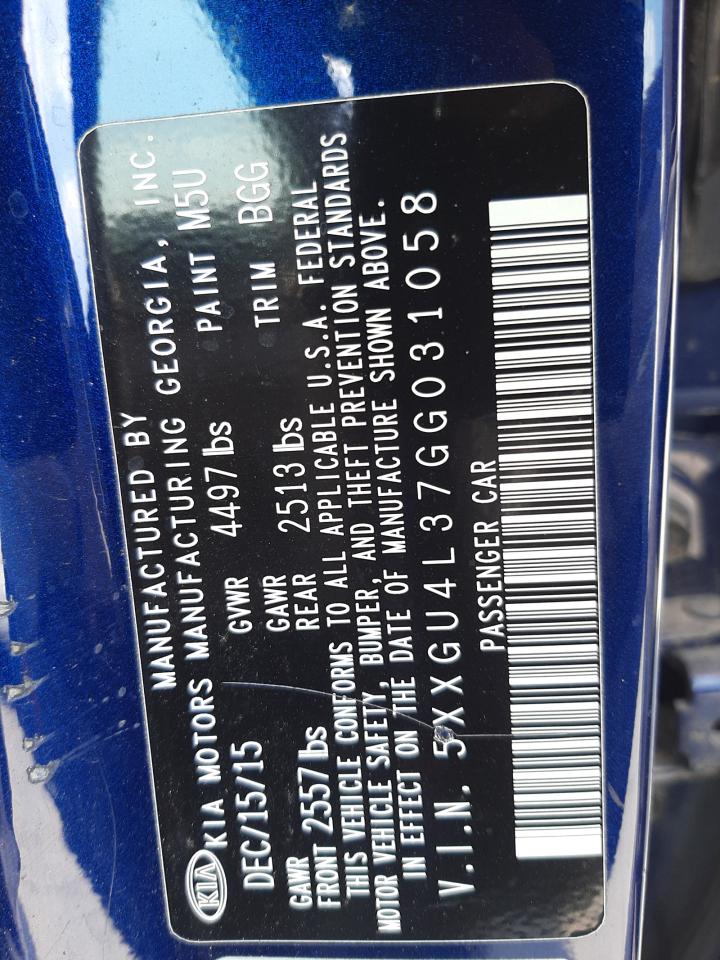 MANUFACTURED BY
KIA KIA MOTORS MANUFACTURING GEORGIA, INC.
DEC/15/15 GVWR 4497 lbs PAINT M5U
GAWR GAWR
FRONT 2557 lbs REAR 2513 lbs TRIM BGG
THIS VEHICLE CONFORMS TO ALL APPLICABLE U.S.A. FEDERAL
MOTOR VEHICLE SAFETY, BUMPER, AND THEFT PREVENTION STANDARDS
IN EFFECT ON THE DATE OF MANUFACTURE SHOWN ABOVE.
V.I.N. 5XXGU4L37GG031058
PASSENGER CAR